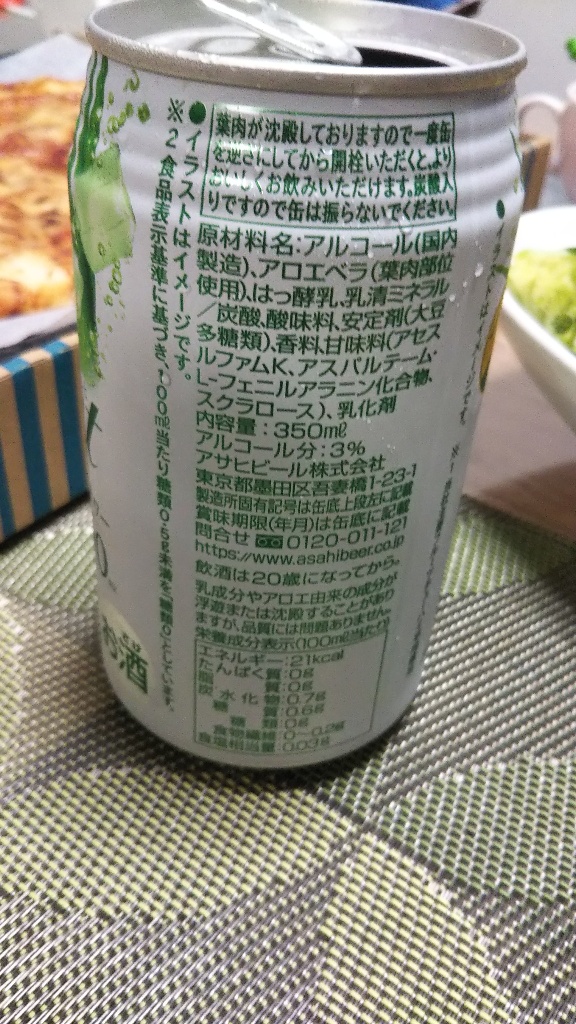 葉肉が沈殿しておりますので一度缶
を逆さにしてから開栓いただくと、より
おいしくお飲みいただけます。炭酸入
りですので缶は振らないでください。
原材料名:アルコール(国内
製造)、アロエベラ(葉肉部位
使用)、はっ酵乳、乳清ミネラル
/炭酸、酸味料、安定剤(大豆
多糖類)、香料、甘味料(アセス
ルファムK、アスパルテーム・
L-フェニルアラニン化合物、
スクラロース)、乳化剤
内容量:350ml
アルコール分:3%
アサヒビール株式会社
東京都墨田区吾妻橋1-23-1
製造所固有記号は缶底上段左に記載
賞味期限(年月)は缶底に記載
問合せ 0120-011-121
https://www.asahibeer.co.jp
飲酒は20歳になってから。
乳成分やアロエ由来の成分が
浮遊または沈殿することがあり
ますが、品質には問題ありません。
栄養成分表示(100ml当たり)
エネルギー:21kcal
たんぱく質:0g
脂質:0g
炭水化物:0.7g
糖質:0.6g
糖類:0g
食物繊維:0~0.2g
食塩相当量:0.03g
●イラストはイメージです。
※2 食品表示基準に基づき、100ml当たり糖類0.5g未満を「糖類0」としています。
お酒